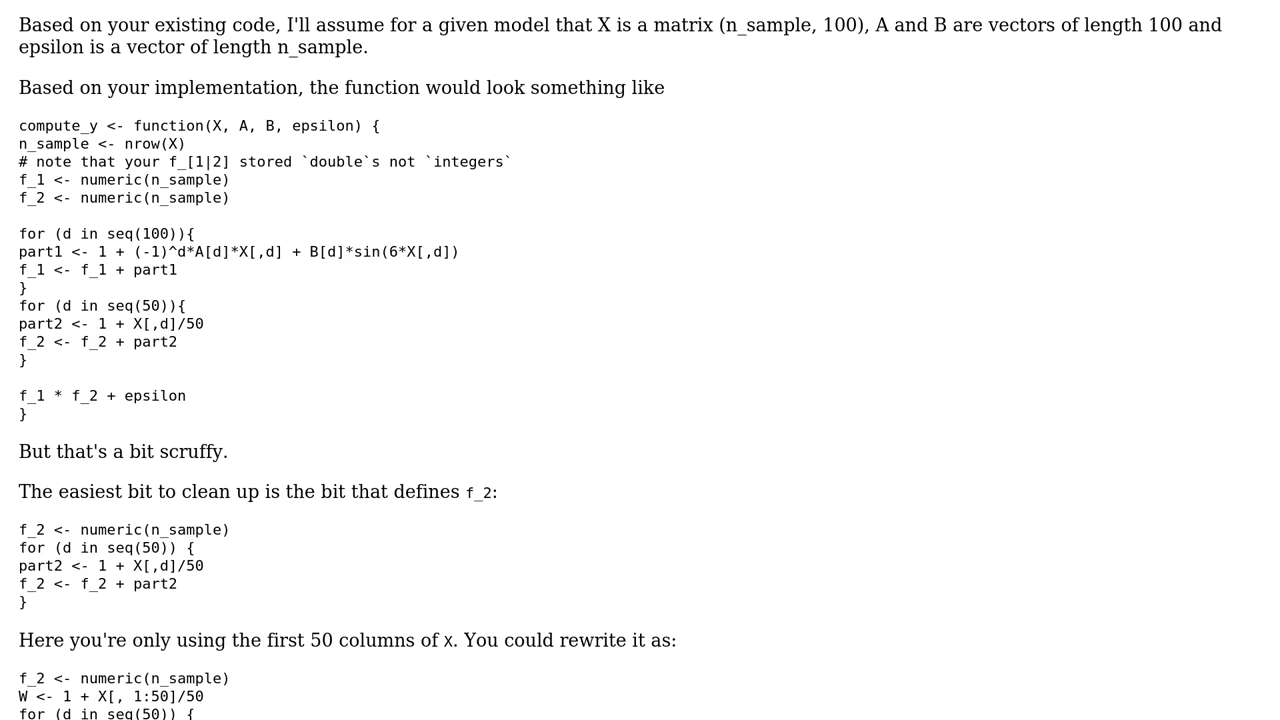 Based on your existing code, I'll assume for a given model that X is a matrix (n_sample, 100), A and B are vectors of length 100 and
epsilon is a vector of length n_sample.
Based on your implementation, the function would look something like
compute_y <- function(X, A, B, epsilon) {
n_sample <- nrow(X)
# note that your f_[1|2] stored `double`s not `integers`
f_1 <- numeric(n_sample)
f_2 <- numeric(n_sample)
for (d in seq(100)){
part1 <- 1 + (-1)^d*A[d]*X[,d] + B[d]*sin(6*X[,d])
f_1 <- f_1 + part1
}
for (d in seq(50)){
part2 <- 1 + X[,d]/50
f_2 <- f_2 + part2
}
f_1 * f_2 + epsilon
}
But that's a bit scruffy.
The easiest bit to clean up is the bit that defines f_2:
f_2 <- numeric(n_sample)
for (d in seq(50)) {
part2 <- 1 + X[,d]/50
f_2 <- f_2 + part2
}
Here you're only using the first 50 columns of X. You could rewrite it as:
f_2 <- numeric(n_sample)
W <- 1 + X[, 1:50]/50
for (d in seq(50)) {